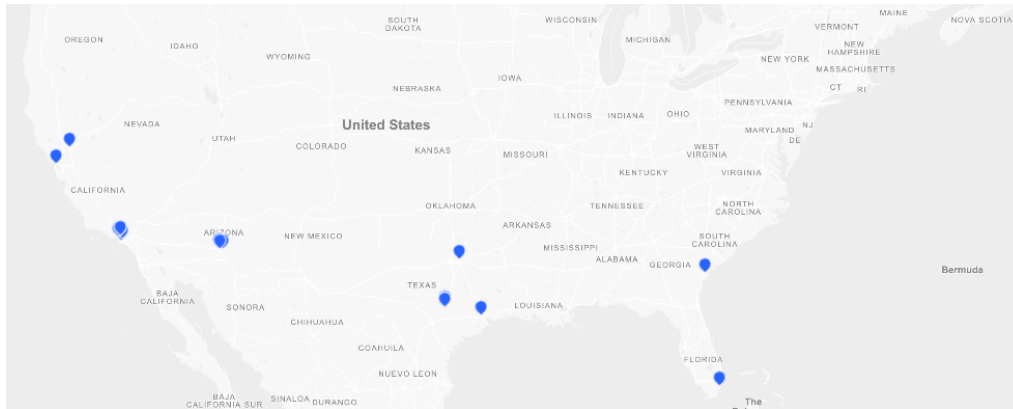 MAINE
SOUTH
DAKOTA
WISCONSIN
NOVA SCOTIA
VERMONT
OREGON
MICHIGAN
IDAHO
NEW
HAMPSHIRE
WYOMING
NEW YORK
MASSACHUSETTS
IOWA
NEBRASKA
CT
RI
PENNSYLVANIA
ILLINOIS
INDIANA
OHIO
NEVADA
United States
NJ
MARYLAND
DE
UTAH
COLORADO
KANSAS
MISSOURI
WEST
VIRGINIA
KENTUCKY
VIRGINIA
CALIFORNIA
OKLAHOMA
TENNESSEE
NORTH
CAROLINA
ARKANSAS
ARIZONA
NEW MEXICO
SOUTH
CAROLINA
MISSISSIPPI
ALABAMA
GEORGIA
Bermuda
TEXAS
BAJA
CALIFORNIA
SONORA
LOUISIANA
CHIHUAHUA
COAHUILA
FLORIDA
NUEVO LEON
BAJA
CALIFORNIA SUR
SINALOA
DURANGO
The